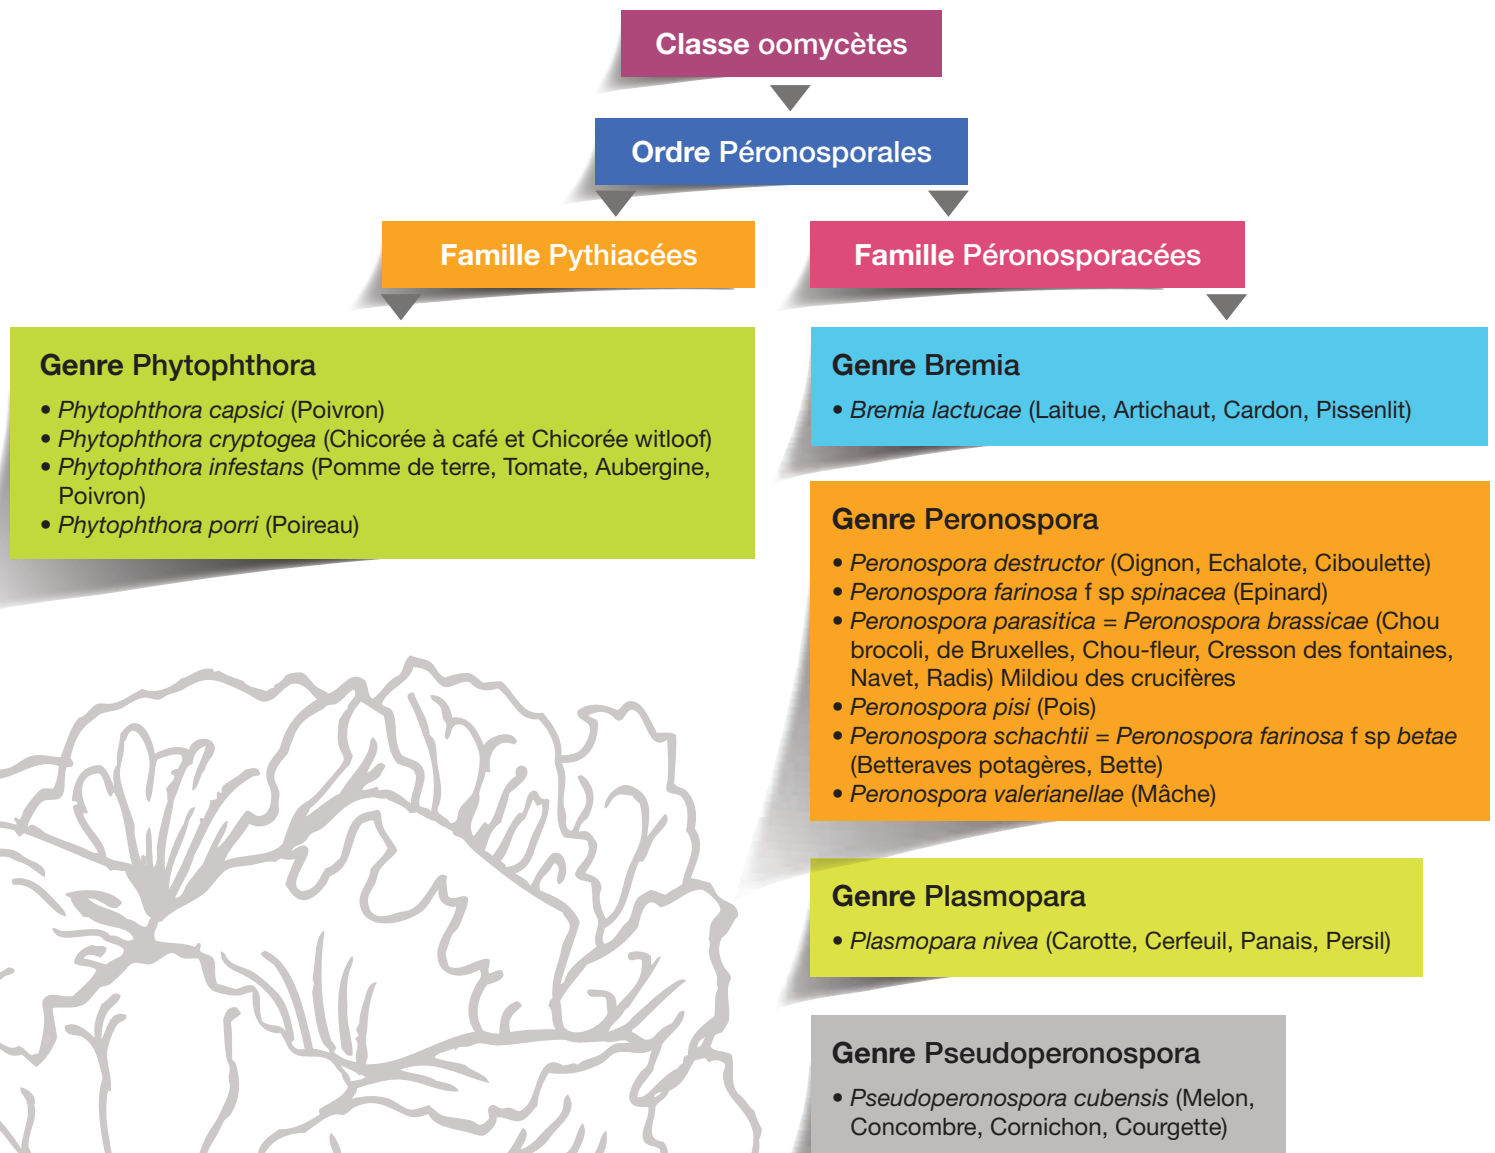 Classe oomycètes
Ordre Péronosporales
Famille Pythiacées
Famille Péronosporacées
Genre Phytophthora
• Phytophthora capsici (Poivron)
• Phytophthora cryptogea (Chicorée à café et Chicorée witloof)
• Phytophthora infestans (Pomme de terre, Tomate, Aubergine,
Poivron)
• Phytophthora porri (Poireau)
Genre Bremia
• Bremia lactucae (Laitue, Artichaut, Cardon, Pissenlit)
Genre Peronospora
• Peronospora destructor (Oignon, Echalote, Ciboulette)
• Peronospora farinosa f sp spinacea (Epinard)
• Peronospora parasitica = Peronospora brassicae (Chou
brocoli, de Bruxelles, Chou-fleur, Cresson des fontaines,
Navet, Radis) Mildiou des crucifères
• Peronospora pisi (Pois)
• Peronospora schachtii = Peronospora farinosa f sp betae
(Betteraves potagères, Bette)
• Peronospora valerianellae (Mâche)
Genre Plasmopara
• Plasmopara nivea (Carotte, Cerfeuil, Panais, Persil)
Genre Pseudoperonospora
• Pseudoperonospora cubensis (Melon,
Concombre, Cornichon, Courgette)